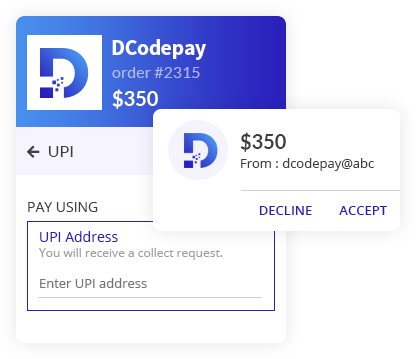 DCodepay
order #2315
$350
UPI
$350
From : dcodepay@abc
DECLINE ACCEPT
PAY USING
UPI Address
You will receive a collect request.
Enter UPI address